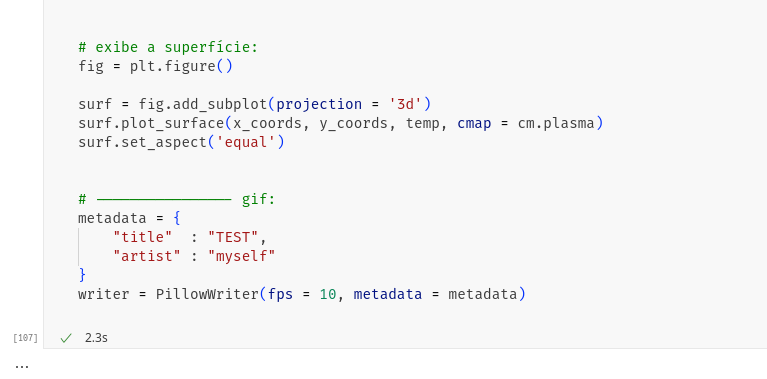 # exibe a superfície:
fig = plt.figure()
surf = fig.add_subplot(projection = '3d')
surf.plot_surface(x_coords, y_coords, temp, cmap = cm.plasma)
surf.set_aspect('equal')
# ──────────────── gif:
metadata = {
    "title"  : "TEST",
    "artist" : "myself"
}
writer = PillowWriter(fps = 10, metadata = metadata)
[107] ✓ 2.3s
...